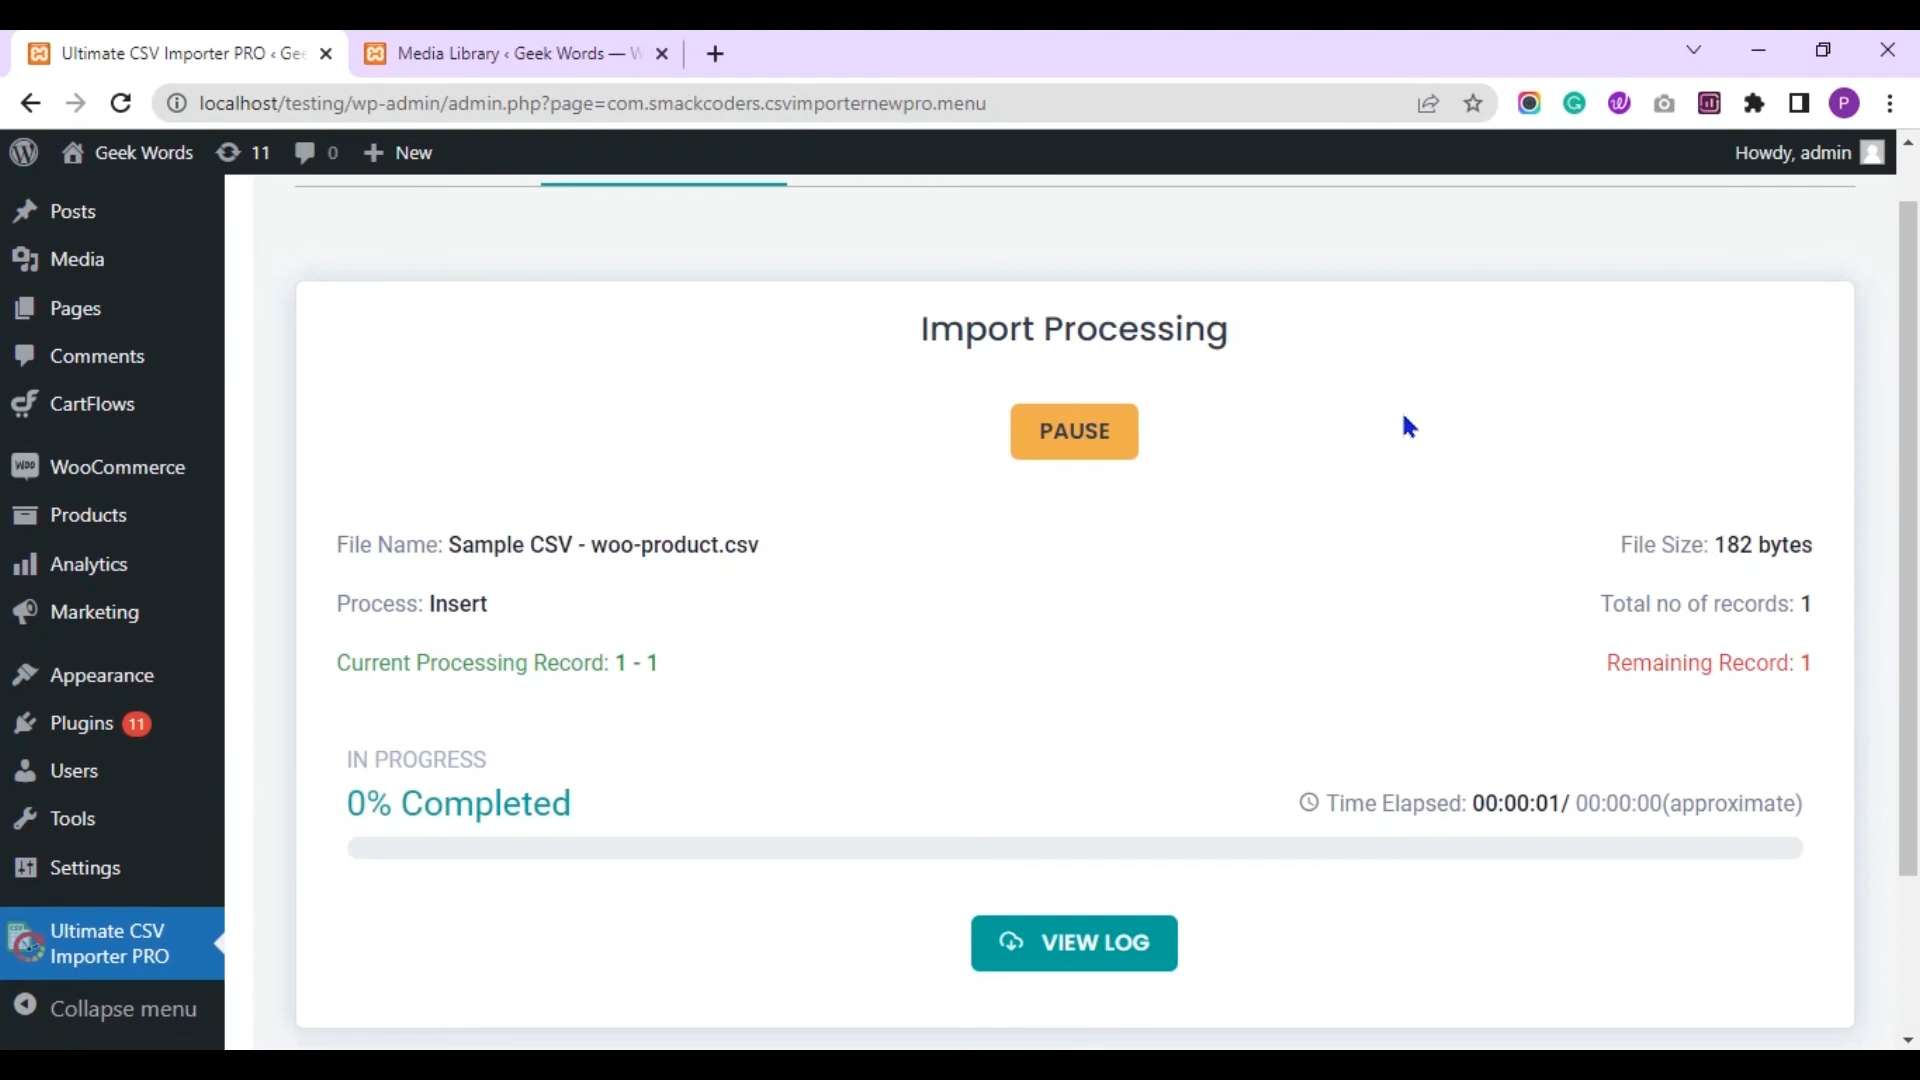 Ultimate CSV Importer PRO ‹ Gee
Media Library ‹ Geek Words — W
localhost/testing/wp-admin/admin.php?page=com.smackcoders.csvimporternewpro.menu
P
Geek Words
11
0
New
Howdy, admin
Posts
Media
Pages
Comments
CartFlows
WooCommerce
Products
Analytics
Marketing
Appearance
Plugins 11
Users
Tools
Settings
Ultimate CSV
Importer PRO
Collapse menu
Import Processing
PAUSE
File Name: Sample CSV - woo-product.csv
File Size: 182 bytes
Process: Insert
Total no of records: 1
Current Processing Record: 1 - 1
Remaining Record: 1
IN PROGRESS
0% Completed
Time Elapsed: 00:00:01/ 00:00:00(approximate)
VIEW LOG